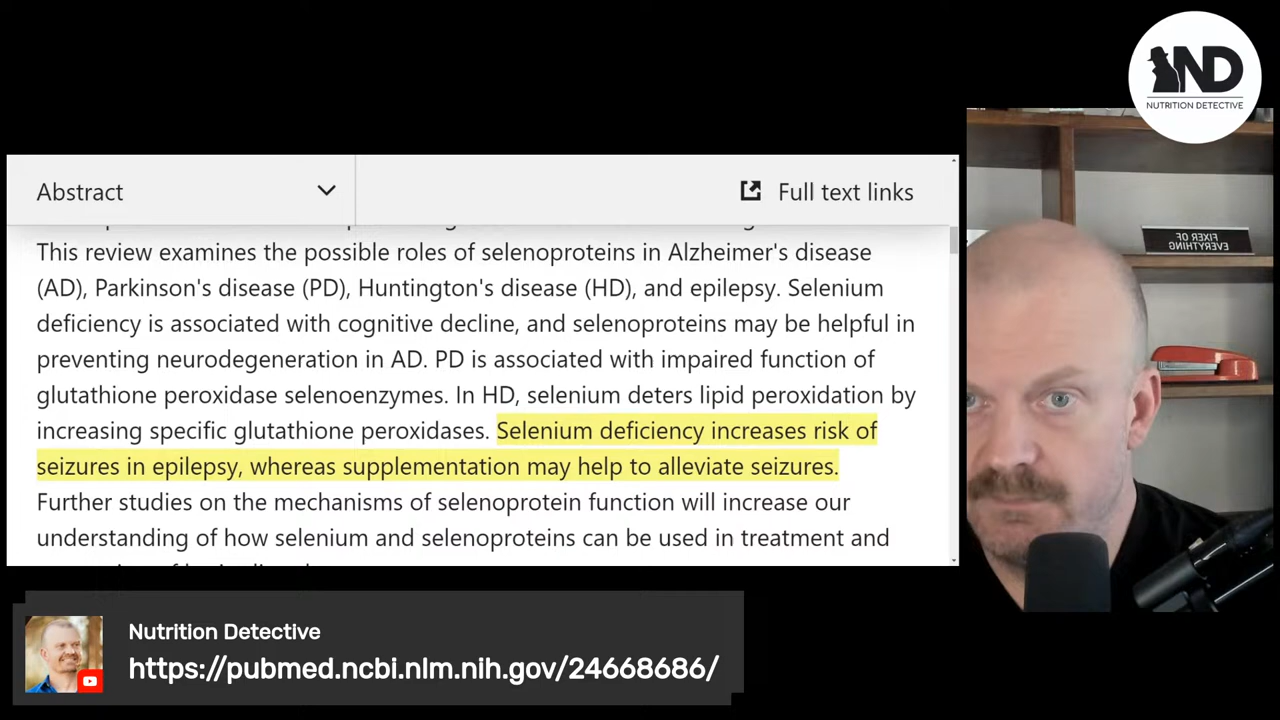 ND
NUTRITION DETECTIVE
Abstract
Full text links
This review examines the possible roles of selenoproteins in Alzheimer's disease
(AD), Parkinson's disease (PD), Huntington's disease (HD), and epilepsy. Selenium
deficiency is associated with cognitive decline, and selenoproteins may be helpful in
preventing neurodegeneration in AD. PD is associated with impaired function of
glutathione peroxidase selenoenzymes. In HD, selenium deters lipid peroxidation by
increasing specific glutathione peroxidases. Selenium deficiency increases risk of
seizures in epilepsy, whereas supplementation may help to alleviate seizures.
Further studies on the mechanisms of selenoprotein function will increase our
understanding of how selenium and selenoproteins can be used in treatment and
FIXER OF
EVERYTHING
Nutrition Detective
https://pubmed.ncbi.nlm.nih.gov/24668686/